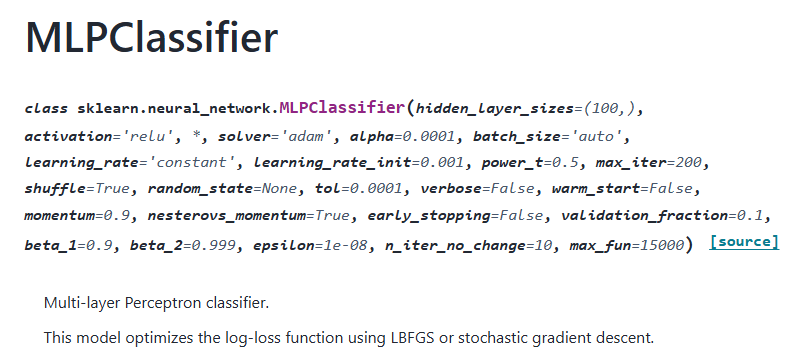 MLPClassifier
class sklearn.neural_network.MLPClassifier(hidden_layer_sizes=(100,),
activation='relu', *, solver='adam', alpha=0.0001, batch_size='auto',
learning_rate='constant', learning_rate_init=0.001, power_t=0.5, max_iter=200,
shuffle=True, random_state=None, tol=0.0001, verbose=False, warm_start=False,
momentum=0.9, nesterovs_momentum=True, early_stopping=False, validation_fraction=0.1,
beta_1=0.9, beta_2=0.999, epsilon=1e-08, n_iter_no_change=10, max_fun=15000) [source]
Multi-layer Perceptron classifier.
This model optimizes the log-loss function using LBFGS or stochastic gradient descent.